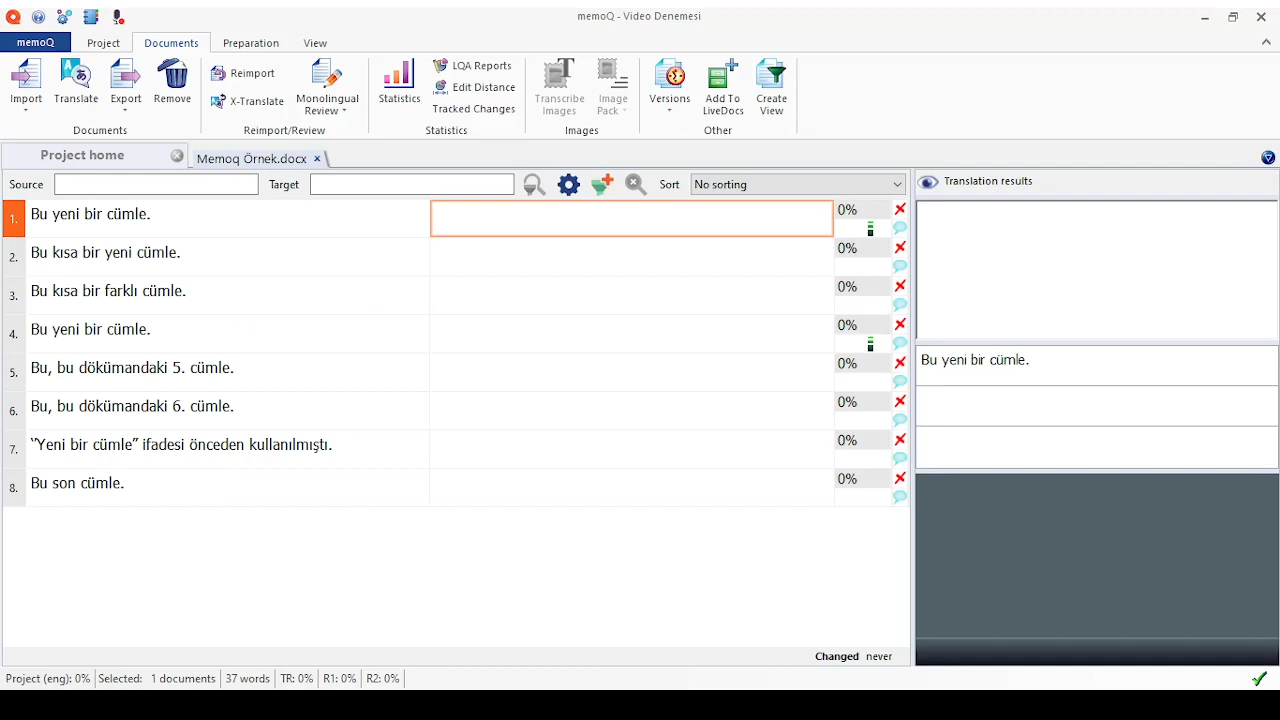 memoQ - Video Denemesi
memoQ Project Documents Preparation View
Import Translate Export Remove
Documents
Reimport
X-Translate
Monolingual
Review
Reimport/Review
Statistics
LQA Reports
Edit Distance
Tracked Changes
Statistics
Transcribe
Images
Image
Pack
Images
Versions
Add To
LiveDocs
Create
View
Other
Project home
Memoq Örnek.docx
Source
Target
Sort No sorting
Translation results
1. Bu yeni bir cümle. 0%
2. Bu kısa bir yeni cümle. 0%
3. Bu kısa bir farklı cümle. 0%
4. Bu yeni bir cümle. 0%
5. Bu, bu dökümandaki 5. cümle. 0%
6. Bu, bu dökümandaki 6. cümle. 0%
7. “Yeni bir cümle” ifadesi önceden kullanılmıştı. 0%
8. Bu son cümle. 0%
Bu yeni bir cümle.
Changed never
Project (eng): 0% Selected: 1 documents 37 words TR: 0% R1: 0% R2: 0%